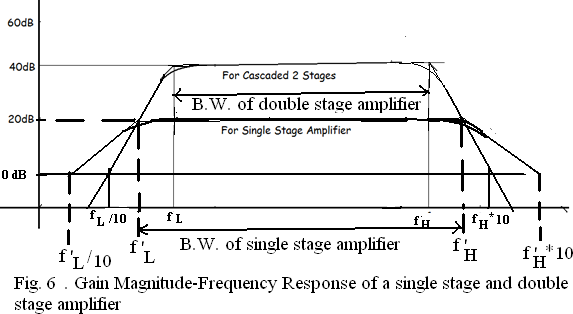 60dB
40dB
For Cascaded 2 Stages
B.W. of double stage amplifier
20dB
For Single Stage Amplifier
0 dB
fL/10
fL
fH
fH*10
f'L/10
f'L
B.W. of single stage amplifier
f'H
f'H*10
Fig. 6 . Gain Magnitude-Frequency Response of a single stage and double
stage amplifier